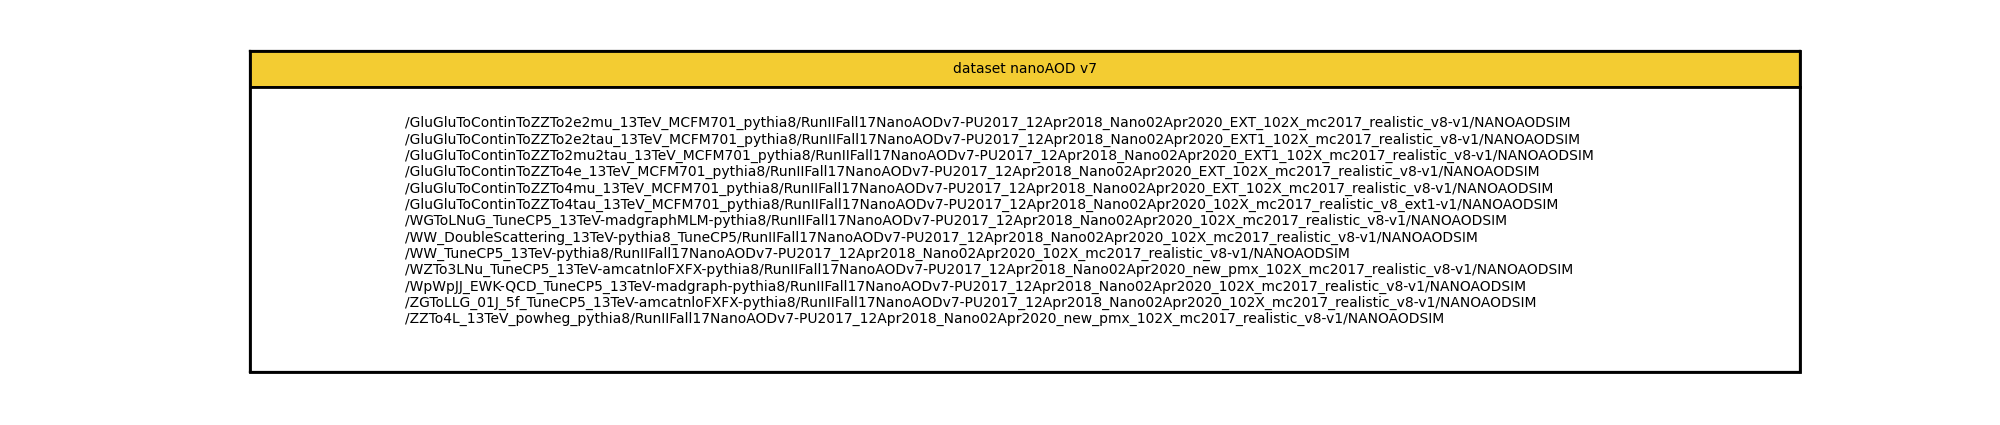 dataset nanoAOD v7
/GluGluToContinToZZTo2e2mu_13TeV_MCFM701_pythia8/RunIIFall17NanoAODv7-PU2017_12Apr2018_Nano02Apr2020_EXT_102X_mc2017_realistic_v8-v1/NANOAODSIM
/GluGluToContinToZZTo2e2tau_13TeV_MCFM701_pythia8/RunIIFall17NanoAODv7-PU2017_12Apr2018_Nano02Apr2020_EXT1_102X_mc2017_realistic_v8-v1/NANOAODSIM
/GluGluToContinToZZTo2mu2tau_13TeV_MCFM701_pythia8/RunIIFall17NanoAODv7-PU2017_12Apr2018_Nano02Apr2020_EXT1_102X_mc2017_realistic_v8-v1/NANOAODSIM
/GluGluToContinToZZTo4e_13TeV_MCFM701_pythia8/RunIIFall17NanoAODv7-PU2017_12Apr2018_Nano02Apr2020_EXT_102X_mc2017_realistic_v8-v1/NANOAODSIM
/GluGluToContinToZZTo4mu_13TeV_MCFM701_pythia8/RunIIFall17NanoAODv7-PU2017_12Apr2018_Nano02Apr2020_EXT_102X_mc2017_realistic_v8-v1/NANOAODSIM
/GluGluToContinToZZTo4tau_13TeV_MCFM701_pythia8/RunIIFall17NanoAODv7-PU2017_12Apr2018_Nano02Apr2020_102X_mc2017_realistic_v8_ext1-v1/NANOAODSIM
/WGToLNuG_TuneCP5_13TeV-madgraphMLM-pythia8/RunIIFall17NanoAODv7-PU2017_12Apr2018_Nano02Apr2020_102X_mc2017_realistic_v8-v1/NANOAODSIM
/WW_DoubleScattering_13TeV-pythia8_TuneCP5/RunIIFall17NanoAODv7-PU2017_12Apr2018_Nano02Apr2020_102X_mc2017_realistic_v8-v1/NANOAODSIM
/WW_TuneCP5_13TeV-pythia8/RunIIFall17NanoAODv7-PU2017_12Apr2018_Nano02Apr2020_102X_mc2017_realistic_v8-v1/NANOAODSIM
/WZTo3LNu_TuneCP5_13TeV-amcatnloFXFX-pythia8/RunIIFall17NanoAODv7-PU2017_12Apr2018_Nano02Apr2020_new_pmx_102X_mc2017_realistic_v8-v1/NANOAODSIM
/WpWpJJ_EWK-QCD_TuneCP5_13TeV-madgraph-pythia8/RunIIFall17NanoAODv7-PU2017_12Apr2018_Nano02Apr2020_102X_mc2017_realistic_v8-v1/NANOAODSIM
/ZGToLLG_01J_5f_TuneCP5_13TeV-amcatnloFXFX-pythia8/RunIIFall17NanoAODv7-PU2017_12Apr2018_Nano02Apr2020_102X_mc2017_realistic_v8-v1/NANOAODSIM
/ZZTo4L_13TeV_powheg_pythia8/RunIIFall17NanoAODv7-PU2017_12Apr2018_Nano02Apr2020_new_pmx_102X_mc2017_realistic_v8-v1/NANOAODSIM